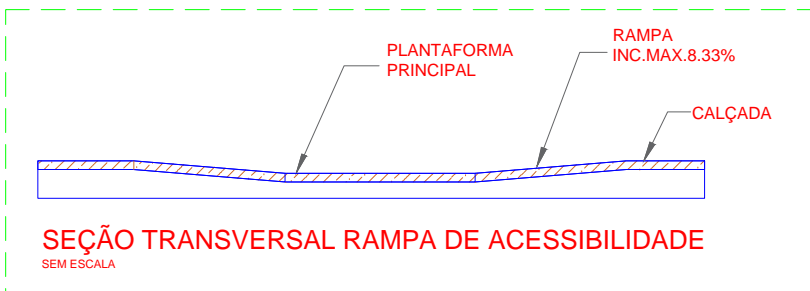 PLANTAFORMA
PRINCIPAL
RAMPA
INC.MAX.8.33%
CALÇADA
SEÇÃO TRANSVERSAL RAMPA DE ACESSIBILIDADE
SEM ESCALA